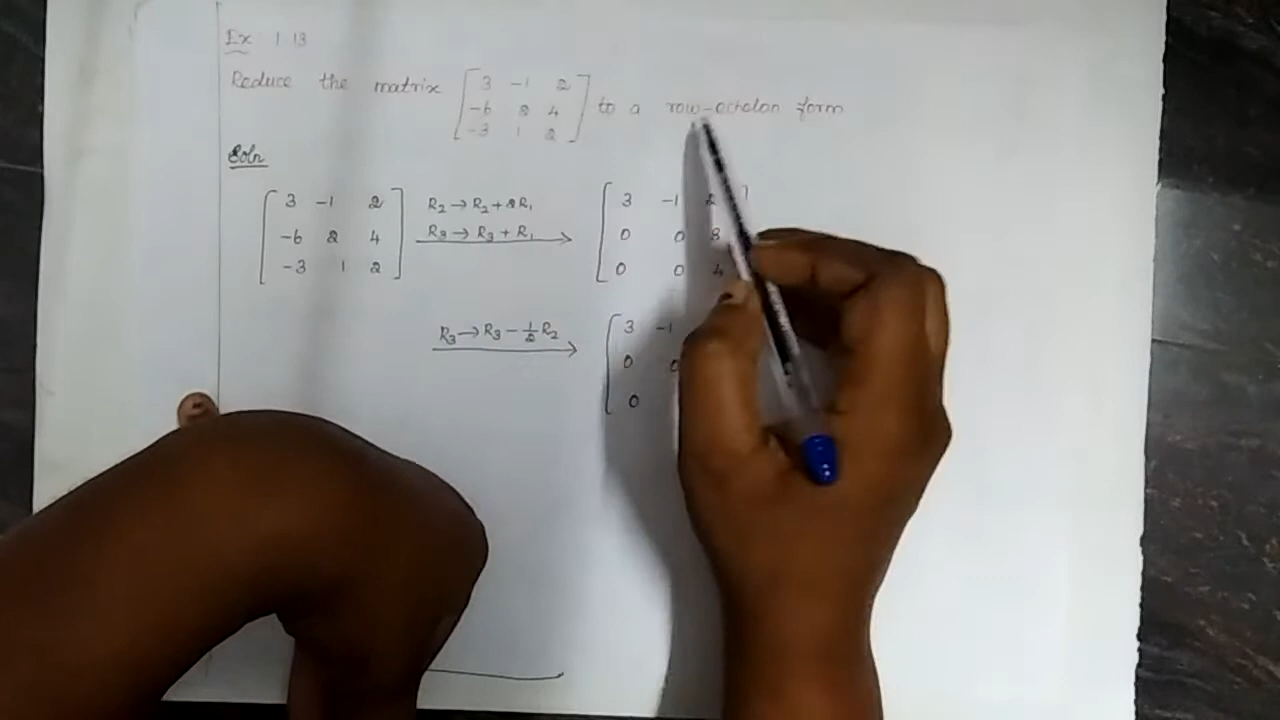 Ex 1.13
Reduce the matrix [3 -1 2
-6 2 4
-3 1 2] to a row-echelon form
Soln
[3 -1 2
-6 2 4
-3 1 2] R2→R2+2R1
R3→R3+R1 [3 -1 2
0 0 8
0 0 4
R3→R3-1/2R2 [3 -1
0 0
0